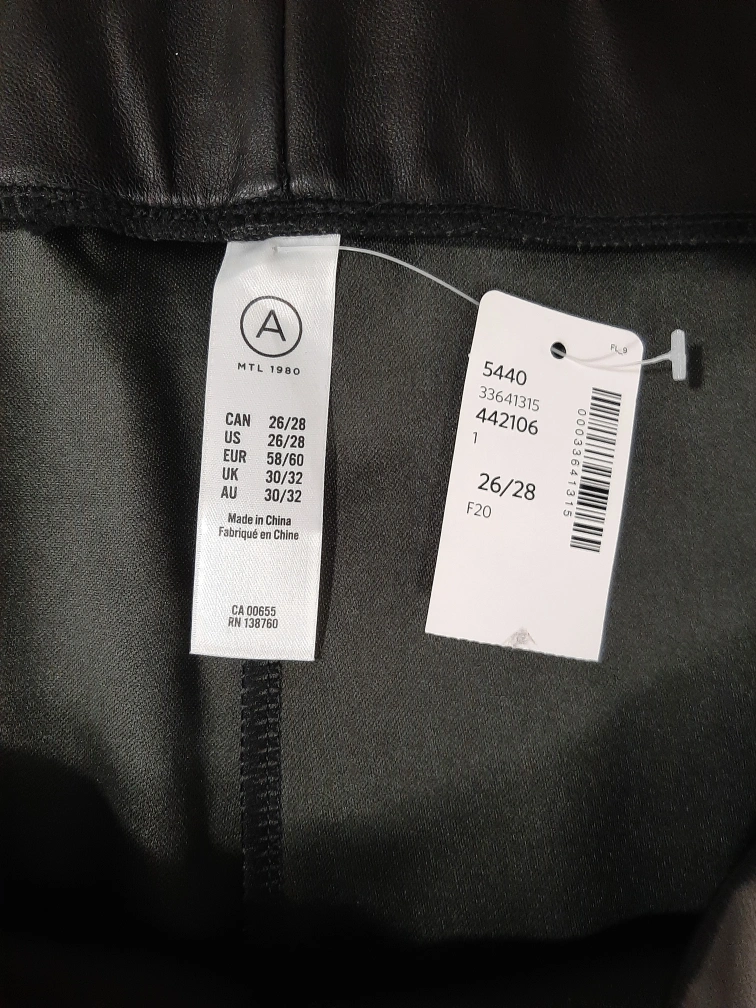 A
MTL 1980
CAN 26/28
US 26/28
EUR 58/60
UK 30/32
AU 30/32
Made in China
Fabriqué en Chine
CA 00655
RN 138760
FL_9
5440
33641315
442106
1
26/28
F20
000033641315